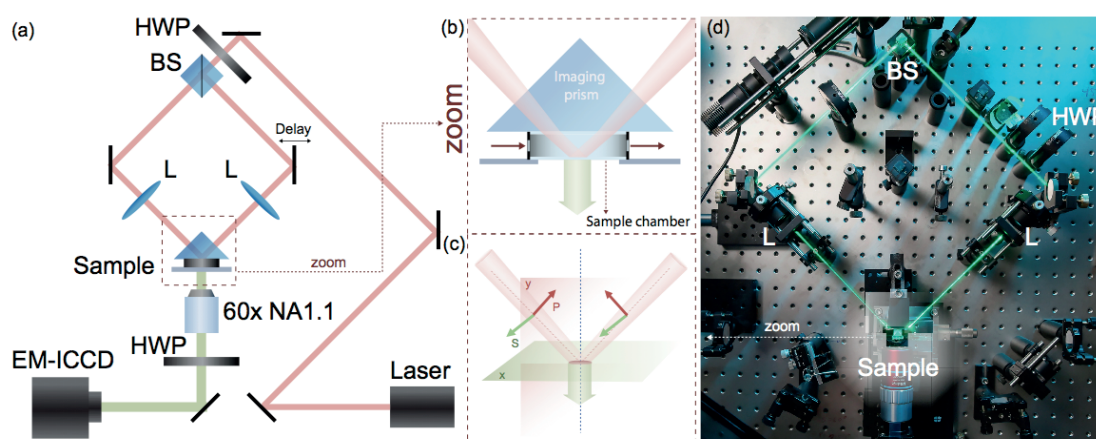 (a)
HWP
BS
Delay
L
L
Sample
zoom
60x NA1.1
HWP
EM-ICCD
Laser
(b)
zoom
Imaging
prism
Sample chamber
(c)
y
P
S
x
(d)
BS
HWP
L
L
zoom
Sample